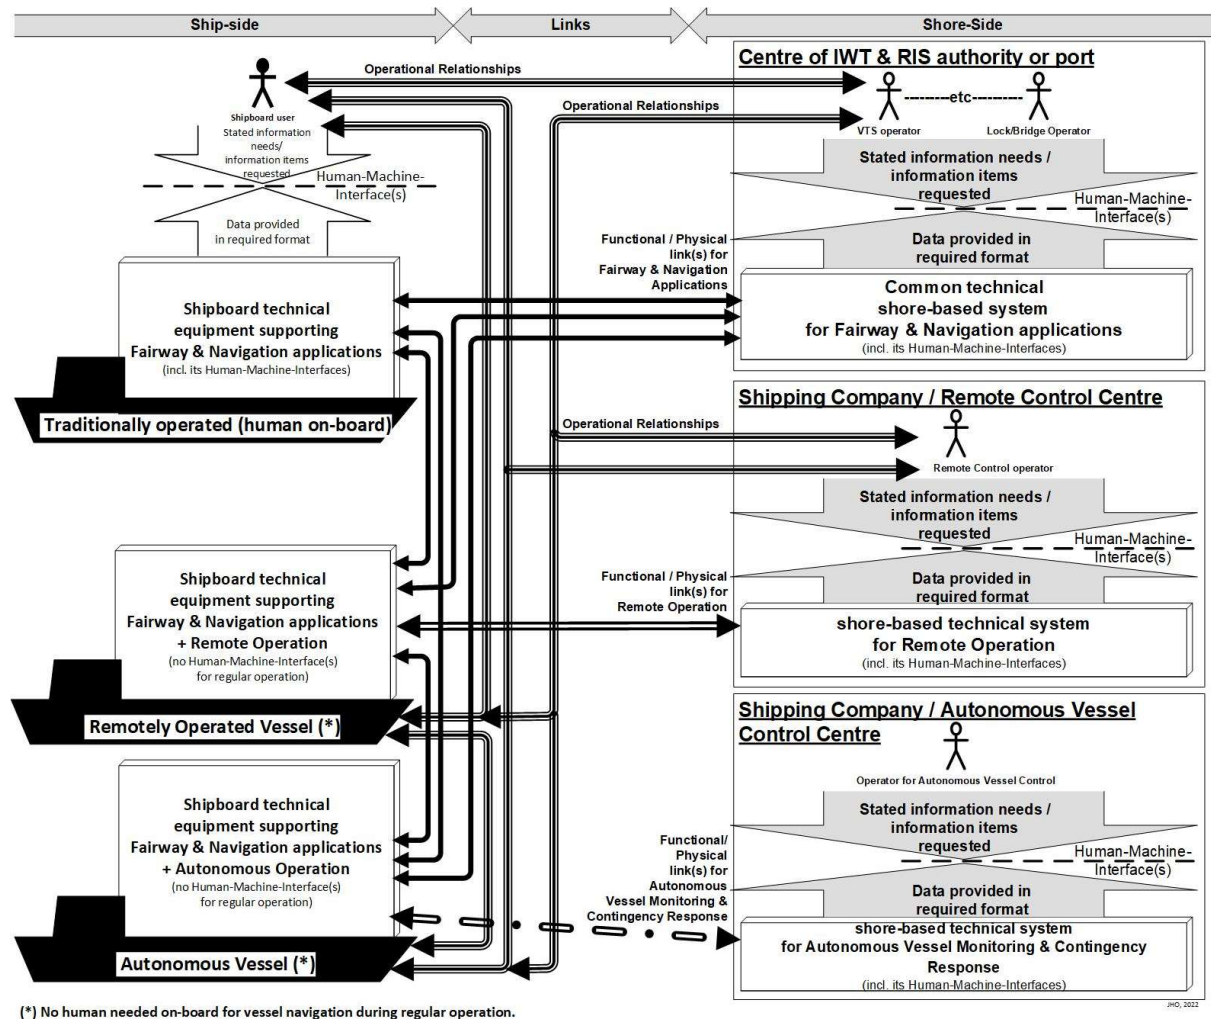 Ship-side
Links
Shore-Side
Operational Relationships
Shipboard user
Stated information
needs/
information items
requested
Human-Machine-
Interface(s)
Data provided
in required format
Shipboard technical
equipment supporting
Fairway & Navigation applications
(incl. its Human-Machine-Interfaces)
Traditionally operated (human on-board)
Operational Relationships
Functional / Physical
link(s) for
Fairway & Navigation
Applications
Centre of IWT & RIS authority or port
etc
VTS operator
Lock/Bridge Operator
Stated information needs /
information items
requested
Human-Machine-
Interface(s)
Data provided in
required format
Common technical
shore-based system
for Fairway & Navigation applications
(incl. its Human-Machine-Interfaces)
Operational Relationships
Shipping Company / Remote Control Centre
Remote Control operator
Stated information needs /
information items
requested
Human-Machine-
Interface(s)
Data provided in
required format
shore-based technical system
for Remote Operation
(incl. its Human-Machine-Interfaces)
Functional / Physical
link(s) for
Remote Operation
Shipboard technical
equipment supporting
Fairway & Navigation applications
+ Remote Operation
(no Human-Machine-Interface(s)
for regular operation)
Remotely Operated Vessel (*)
Shipboard technical
equipment supporting
Fairway & Navigation applications
+ Autonomous Operation
(no Human-Machine-Interface(s)
for regular operation)
Autonomous Vessel (*)
Functional/
Physical
link(s) for
Autonomous
Vessel Monitoring &
Contingency Response
Shipping Company / Autonomous Vessel
Control Centre
Operator for Autonomous Vessel Control
Stated information needs /
information items
requested
Human-Machine-
Interface(s)
Data provided in
required format
shore-based technical system
for Autonomous Vessel Monitoring & Contingency
Response
(incl. its Human-Machine-Interfaces)
JHO, 2022
(*) No human needed on-board for vessel navigation during regular operation.